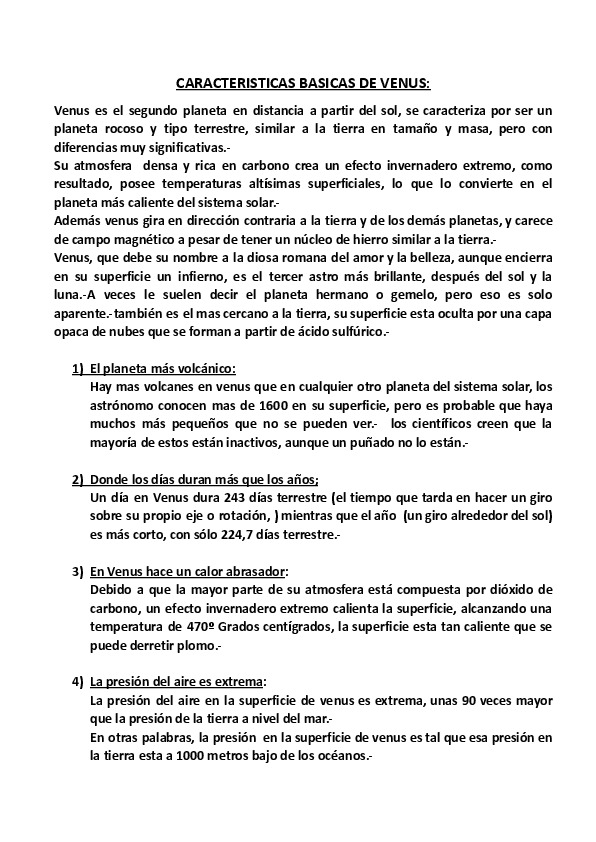 CARACTERISTICAS BASICAS DE VENUS:
Venus es el segundo planeta en distancia a partir del sol, se caracteriza por ser un
planeta rocoso y tipo terrestre, similar a la tierra en tamaño y masa, pero con
diferencias muy significativas.-
Su atmosfera densa y rica en carbono crea un efecto invernadero extremo, como
resultado, posee temperaturas altísimas superficiales, lo que lo convierte en el
planeta más caliente del sistema solar.-
Además venus gira en dirección contraria a la tierra y de los demás planetas, y carece
de campo magnético a pesar de tener un núcleo de hierro similar a la tierra.-
Venus, que debe su nombre a la diosa romana del amor y la belleza, aunque encierra
en su superficie un infierno, es el tercer astro más brillante, después del sol y la
luna.-A veces le suelen decir el planeta hermano o gemelo, pero eso es solo
aparente.-también es el mas cercano a la tierra, su superficie esta oculta por una capa
opaca de nubes que se forman a partir de ácido sulfúrico.-
1) El planeta más volcánico:
Hay mas volcanes en venus que en cualquier otro planeta del sistema solar, los
astrónomo conocen mas de 1600 en su superficie, pero es probable que haya
muchos más pequeños que no se pueden ver.- los científicos creen que la
mayoría de estos están inactivos, aunque un puñado no lo están.-
2) Donde los días duran más que los años;
Un día en Venus dura 243 días terrestre (el tiempo que tarda en hacer un giro
sobre su propio eje o rotación, ) mientras que el año (un giro alrededor del sol)
es más corto, con sólo 224,7 días terrestre.-
3) En Venus hace un calor abrasador:
Debido a que la mayor parte de su atmosfera está compuesta por dióxido de
carbono, un efecto invernadero extremo calienta la superficie, alcanzando una
temperatura de 470º Grados centígrados, la superficie esta tan caliente que se
puede derretir plomo.-
4) La presión del aire es extrema:
La presión del aire en la superficie de venus es extrema, unas 90 veces mayor
que la presión de la tierra a nivel del mar.-
En otras palabras, la presión en la superficie de venus es tal que esa presión en
la tierra esta a 1000 metros bajo de los océanos.-